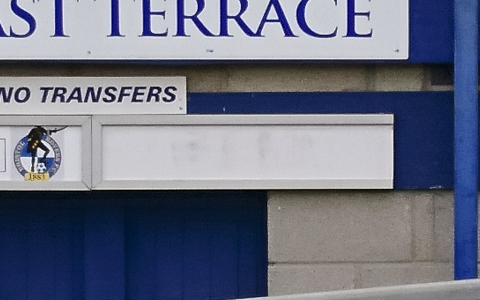 AST TERRACE
NO TRANSFERS
1883